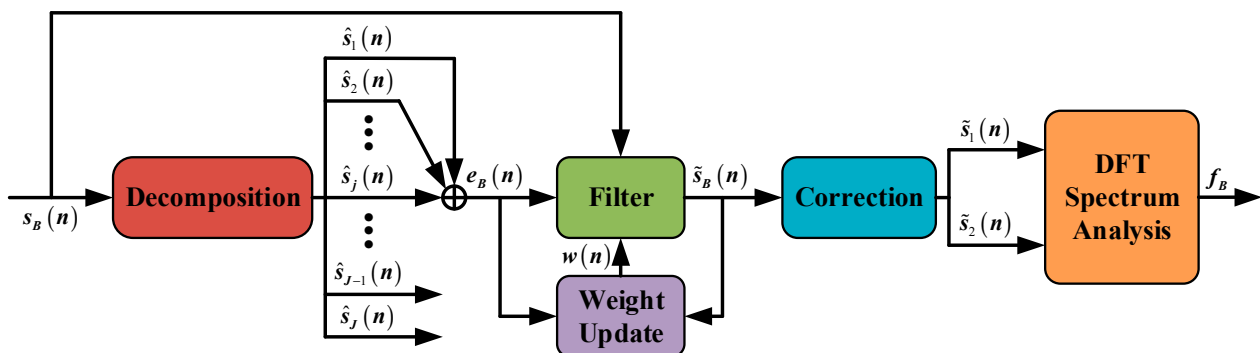 ŝ₁(n)
ŝ₂(n)
s_B(n)
Decomposition
ŝⱼ(n)
e_B(n)
Filter
s̃_B(n)
Correction
s̃₁(n)
s̃₂(n)
DFT
Spectrum
Analysis
f_B
w(n)
ŝ_{J−1}(n)
ŝ_J(n)
Weight
Update